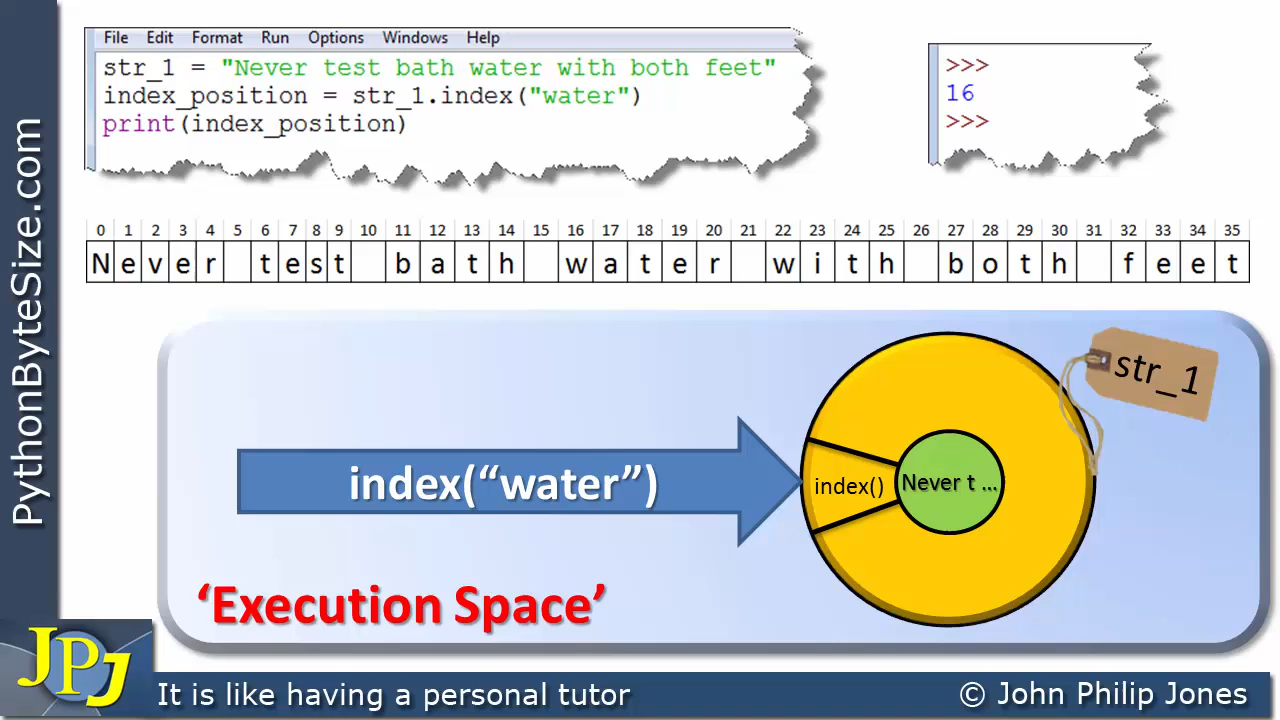 File Edit Format Run Options Windows Help
str_1 = "Never test bath water with both feet"
index_position = str_1.index("water")
print(index_position)
>>>
16
>>>
0 1 2 3 4 5 6 7 8 9 10 11 12 13 14 15 16 17 18 19 20 21 22 23 24 25 26 27 28 29 30 31 32 33 34 35
N e v e r t e s t b a t h w a t e r w i t h b o t h f e e t
str_1
index(“water”)
index()
Never t ...
‘Execution Space’
PythonByteSize.com
JPJ
It is like having a personal tutor
© John Philip Jones